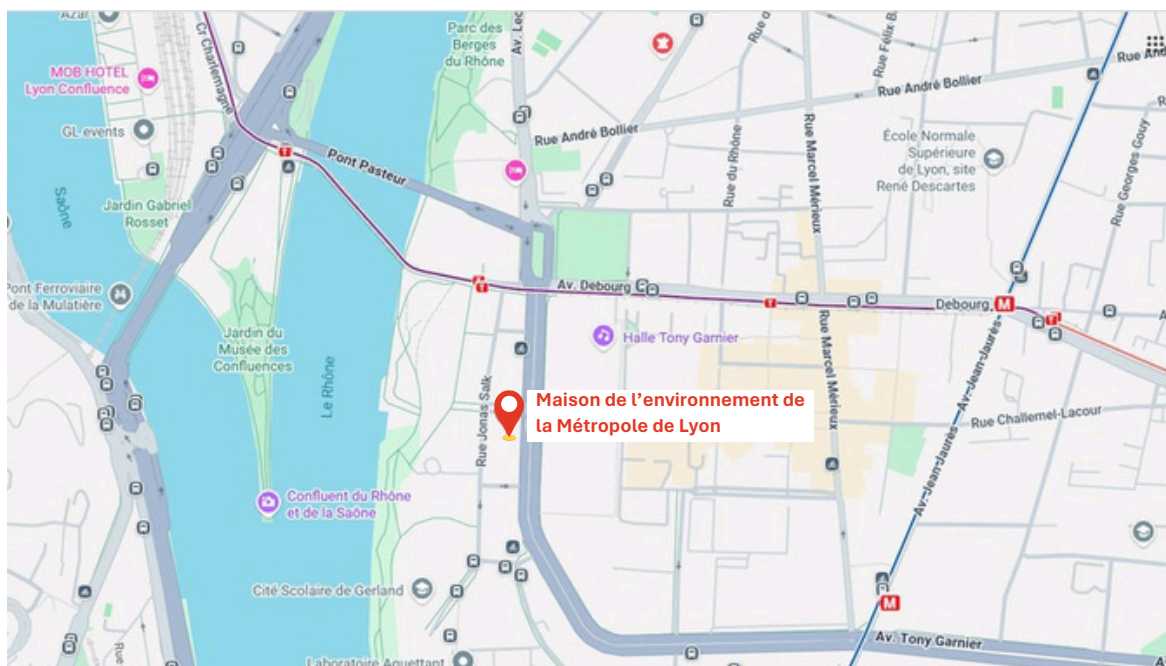 Azar
Cr Charlemagne
MOB HOTEL
Lyon Confluence
GL events
Saône
Jardin Gabriel
Rosset
Pont Ferroviaire
de la Mulatière
Parc des
Berges
du Rhône
Av. Lec
Rue d
Rue Félix B
Rue And
Rue André Bollier
Rue André Bollier
Pont Pasteur
Rue du Rhône
Rue Marcel Mérieux
École Normale
Supérieure
de Lyon, site
René Descartes
Rue Georges Gouy
T
T
Av. Debourg
T
Debourg
M
T
Jardin du
Musée des
Confluences
Le Rhône
Halle Tony Garnier
Rue Marcel Mérieux
Av. Jean-Jaurès
Av. Jean-Jaurès
Rue Jonas Salk
Maison de l’environnement de
la Métropole de Lyon
Rue Challemel-Lacour
Confluent du Rhône
et de la Saône
Cité Scolaire de Gerland
M
Av. Tony Garnier
Rue
Laboratoire Aguettant